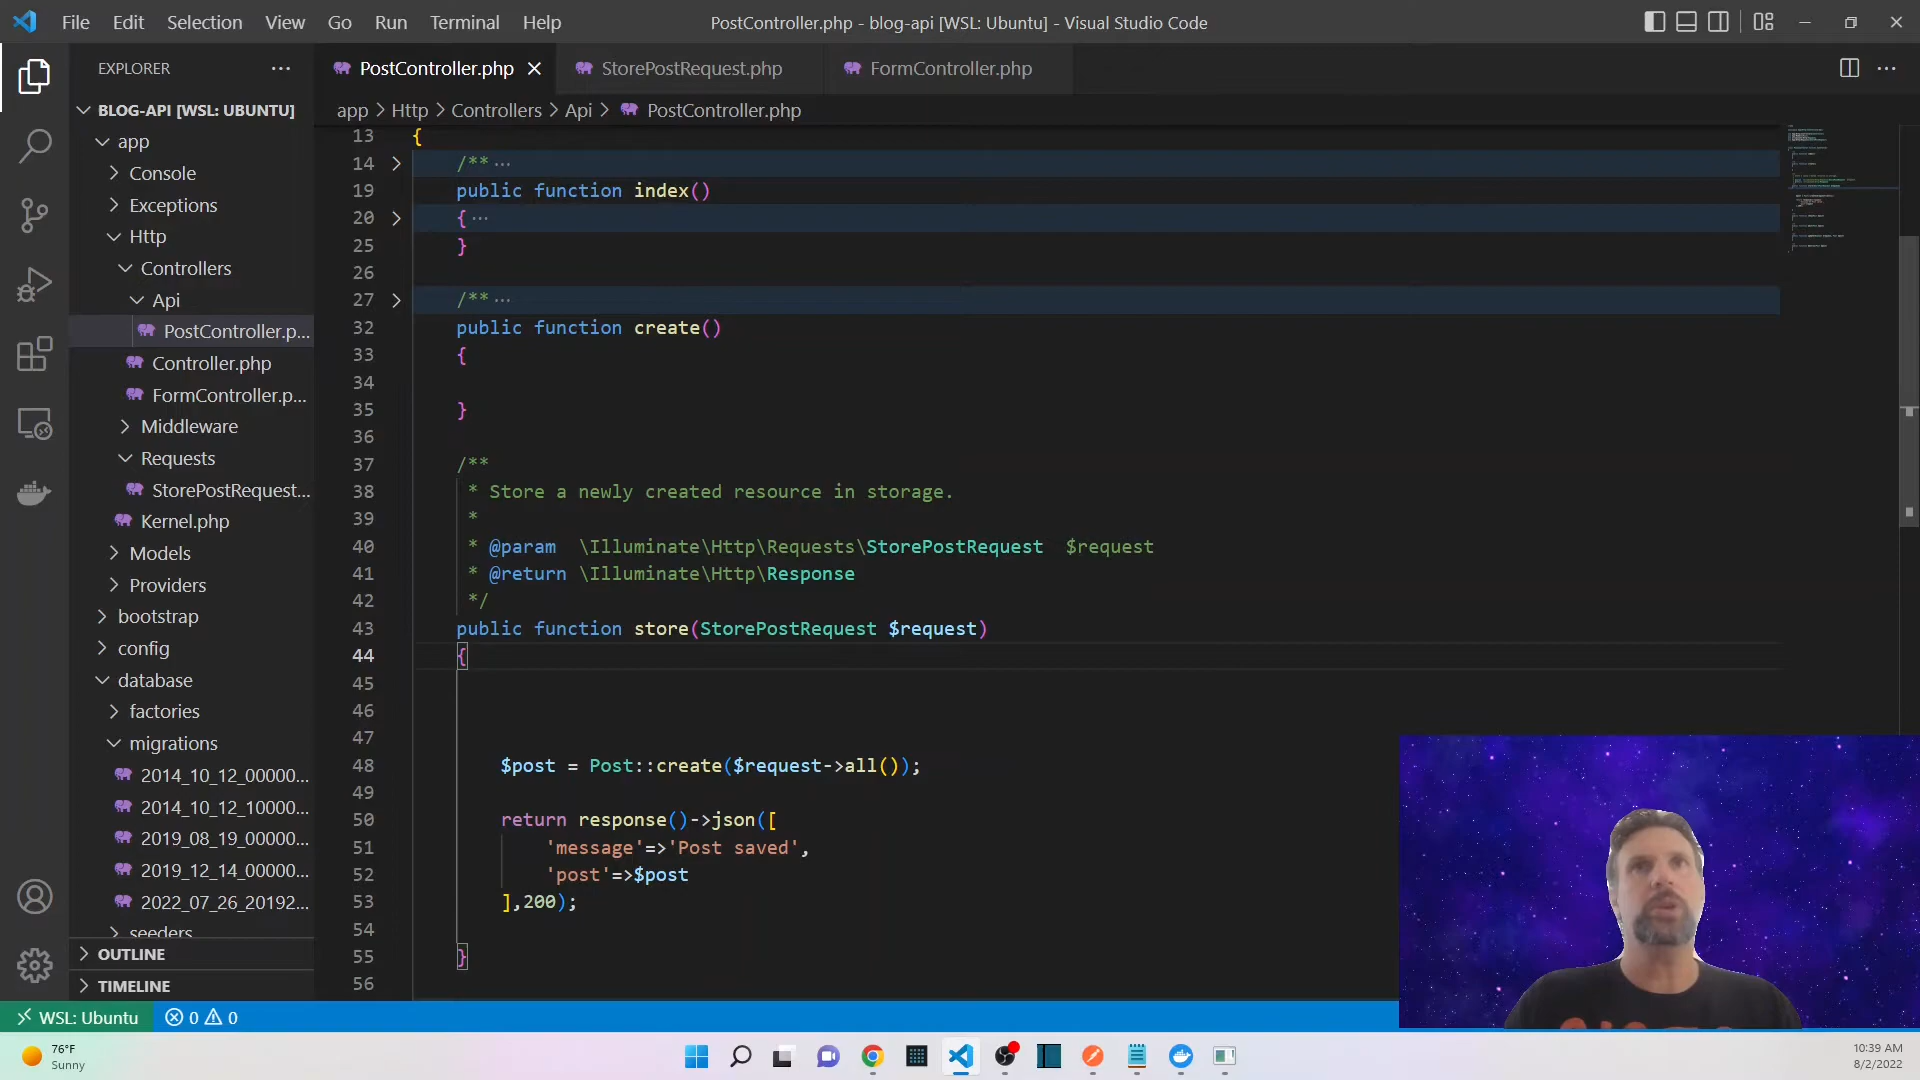 File Edit Selection View Go Run Terminal Help
PostController.php - blog-api [WSL: Ubuntu] - Visual Studio Code
EXPLORER
BLOG-API [WSL: UBUNTU]
app
Console
Exceptions
Http
Controllers
Api
PostController.p...
Controller.php
FormController.p...
Middleware
Requests
StorePostRequest...
Kernel.php
Models
Providers
bootstrap
config
database
factories
migrations
2014_10_12_00000...
2014_10_12_10000...
2019_08_19_00000...
2019_12_14_00000...
2022_07_26_20192...
seeders
OUTLINE
TIMELINE
PostController.php StorePostRequest.php FormController.php
app > Http > Controllers > Api > PostController.php
13 {
14 > /** ...
19 public function index()
20 > { ...
25 }
26
27 > /** ...
32 public function create()
33 {
34
35 }
36
37 /**
38 * Store a newly created resource in storage.
39 *
40 * @param  \Illuminate\Http\Requests\StorePostRequest  $request
41 * @return \Illuminate\Http\Response
42 */
43 public function store(StorePostRequest $request)
44 {
45
46
47
48 $post = Post::create($request->all());
49
50 return response()->json([
51 'message'=>'Post saved',
52 'post'=>$post
53 ],200);
54
55 }
56
WSL: Ubuntu 0 0
76°F
Sunny
10:39 AM
8/2/2022